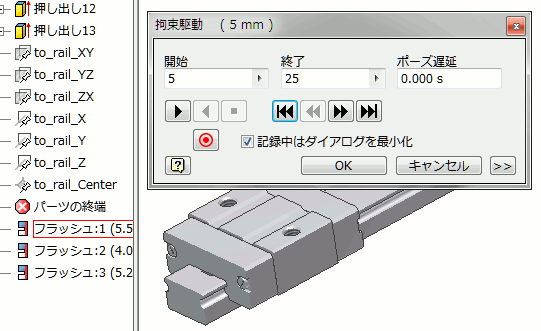 押し出し12
押し出し13
to_rail_XY
to_rail_YZ
to_rail_ZX
to_rail_X
to_rail_Y
to_rail_Z
to_rail_Center
パーツの終端
フラッシュ:1 (5.5
フラッシュ:2 (4.0
フラッシュ:3 (5.2
拘束駆動 ( 5 mm )
開始 終了 ポーズ遅延
5 25 0.000 s
記録中はダイアログを最小化
OK キャンセル >>